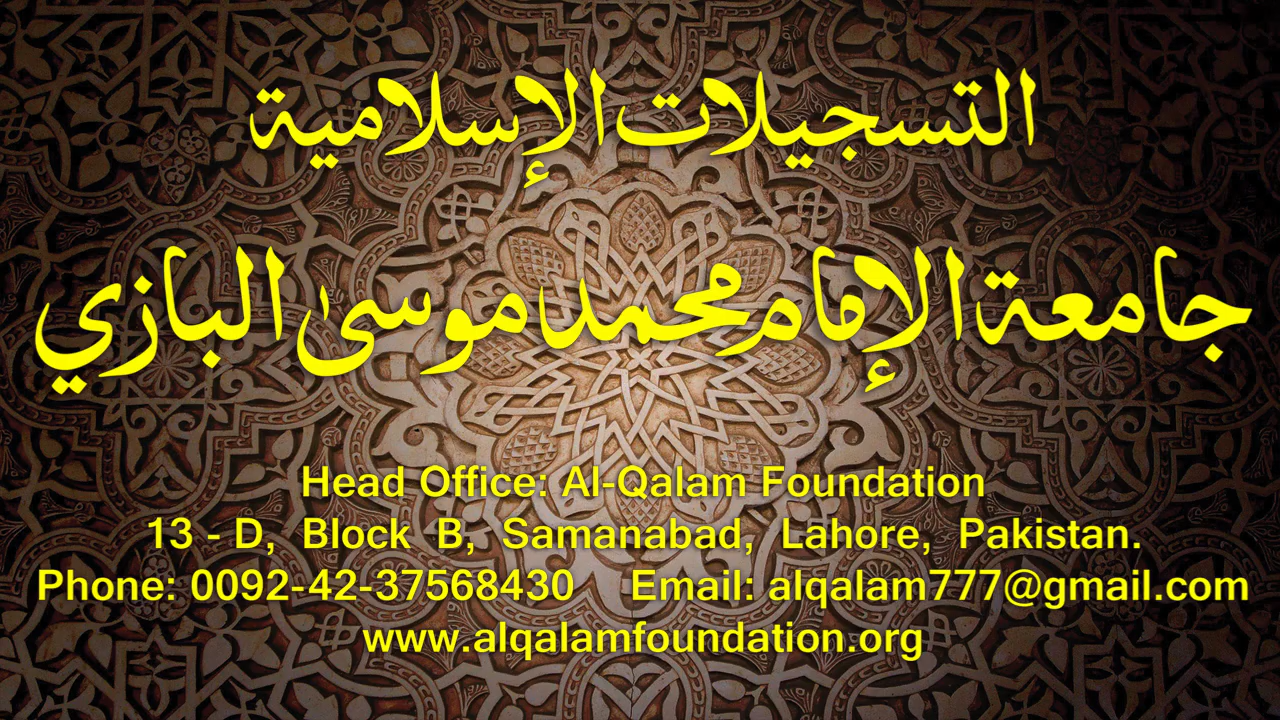 التسجيلات الإسلامية
جامعة الإمام محمد موسىٰ البازي
Head Office: Al-Qalam Foundation
13 - D, Block B, Samanabad, Lahore, Pakistan.
Phone: 0092-42-37568430 Email: alqalam777@gmail.com
www.alqalamfoundation.org